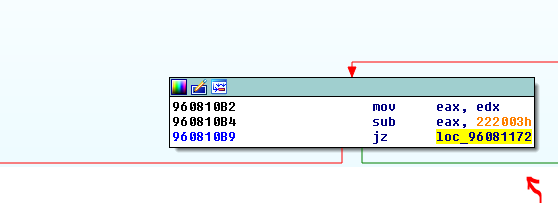 960810B2 mov eax, edx
960810B4 sub eax, 222003h
960810B9 jz loc_96081172